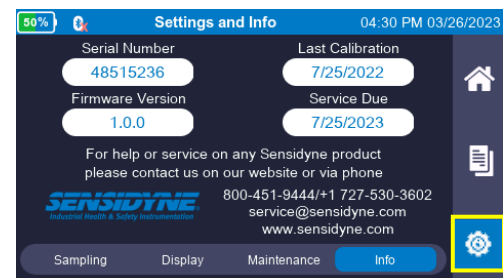 50% Settings and Info 04:30 PM 03/26/2023
Serial Number Last Calibration
48515236 7/25/2022
Firmware Version Service Due
1.0.0 7/25/2023
For help or service on any Sensidyne product
please contact us on our website or via phone
SENSIDYNE.
Industrial Health & Safety Instrumentation
800-451-9444/+1 727-530-3602
service@sensidyne.com
www.sensidyne.com
Sampling Display Maintenance Info